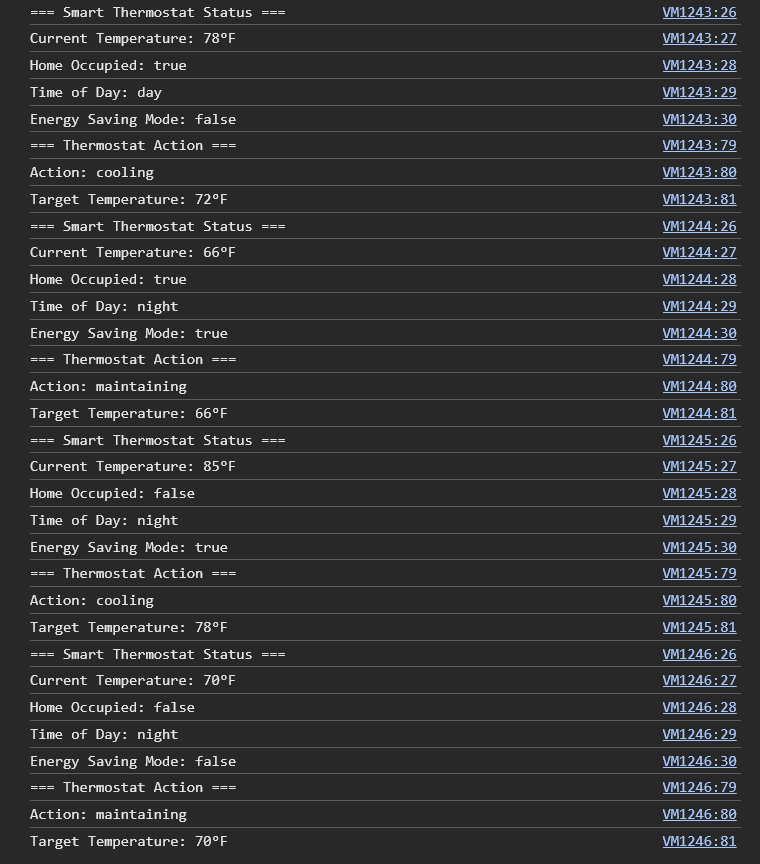 === Smart Thermostat Status === VM1243:26
Current Temperature: 78°F VM1243:27
Home Occupied: true VM1243:28
Time of Day: day VM1243:29
Energy Saving Mode: false VM1243:30
=== Thermostat Action === VM1243:79
Action: cooling VM1243:80
Target Temperature: 72°F VM1243:81
=== Smart Thermostat Status === VM1244:26
Current Temperature: 66°F VM1244:27
Home Occupied: true VM1244:28
Time of Day: night VM1244:29
Energy Saving Mode: true VM1244:30
=== Thermostat Action === VM1244:79
Action: maintaining VM1244:80
Target Temperature: 66°F VM1244:81
=== Smart Thermostat Status === VM1245:26
Current Temperature: 85°F VM1245:27
Home Occupied: false VM1245:28
Time of Day: night VM1245:29
Energy Saving Mode: true VM1245:30
=== Thermostat Action === VM1245:79
Action: cooling VM1245:80
Target Temperature: 78°F VM1245:81
=== Smart Thermostat Status === VM1246:26
Current Temperature: 70°F VM1246:27
Home Occupied: false VM1246:28
Time of Day: night VM1246:29
Energy Saving Mode: false VM1246:30
=== Thermostat Action === VM1246:79
Action: maintaining VM1246:80
Target Temperature: 70°F VM1246:81